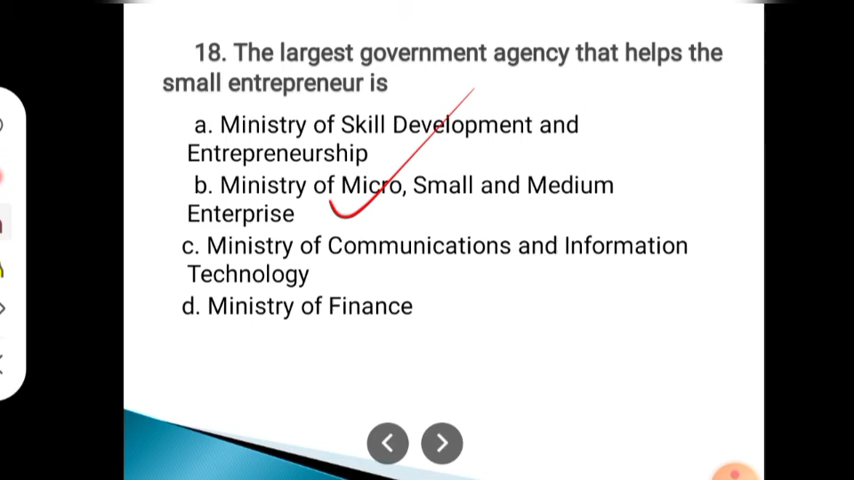 18. The largest government agency that helps the
small entrepreneur is
a. Ministry of Skill Development and
Entrepreneurship
b. Ministry of Micro, Small and Medium
Enterprise
c. Ministry of Communications and Information
Technology
d. Ministry of Finance